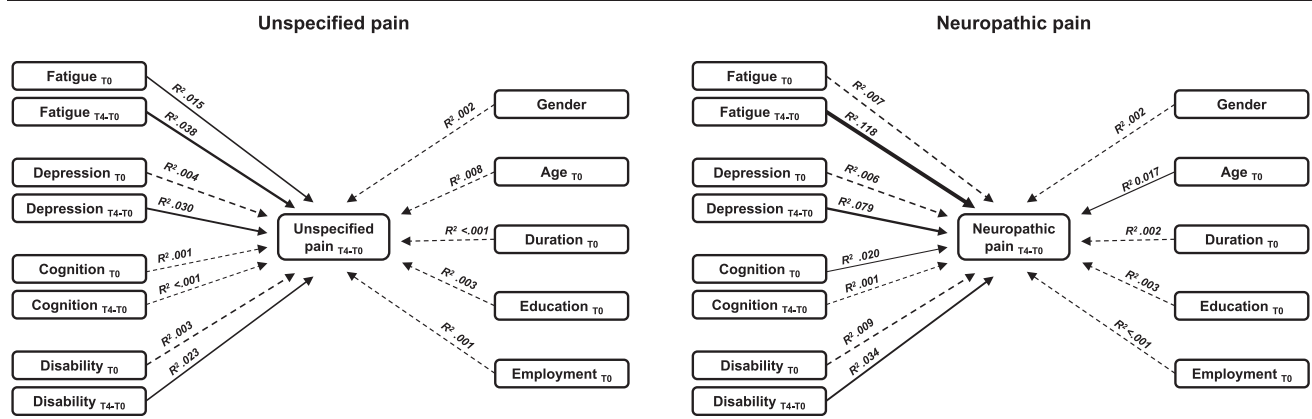 Unspecified pain
Fatigue T0
R² .015
Fatigue T4-T0
R² .038
Depression T0
R² .004
Depression T4-T0
R² .030
Cognition T0
R² .001
Cognition T4-T0
R² <.001
Disability T0
R² .003
Disability T4-T0
R² .023
Unspecified
pain T4-T0
Gender
R² .002
Age T0
R² .008
Duration T0
R² <.001
Education T0
R² .003
Employment T0
R² .001
Neuropathic pain
Fatigue T0
R² .007
Fatigue T4-T0
R² .118
Depression T0
R² .006
Depression T4-T0
R² .079
Cognition T0
R² .020
Cognition T4-T0
R² .001
Disability T0
R² .009
Disability T4-T0
R² .034
Neuropathic
pain T4-T0
Gender
R² .002
Age T0
R² 0.017
Duration T0
R² .002
Education T0
R² .003
Employment T0
R² <.001